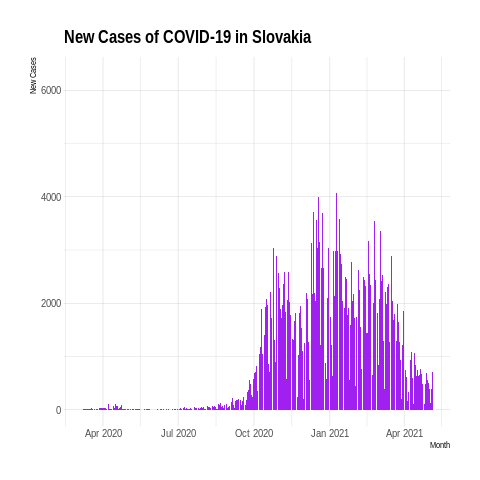 New Cases of COVID-19 in Slovakia
New Cases
6000
4000
2000
0
Apr 2020 Jul 2020 Oct 2020 Jan 2021 Apr 2021
Month